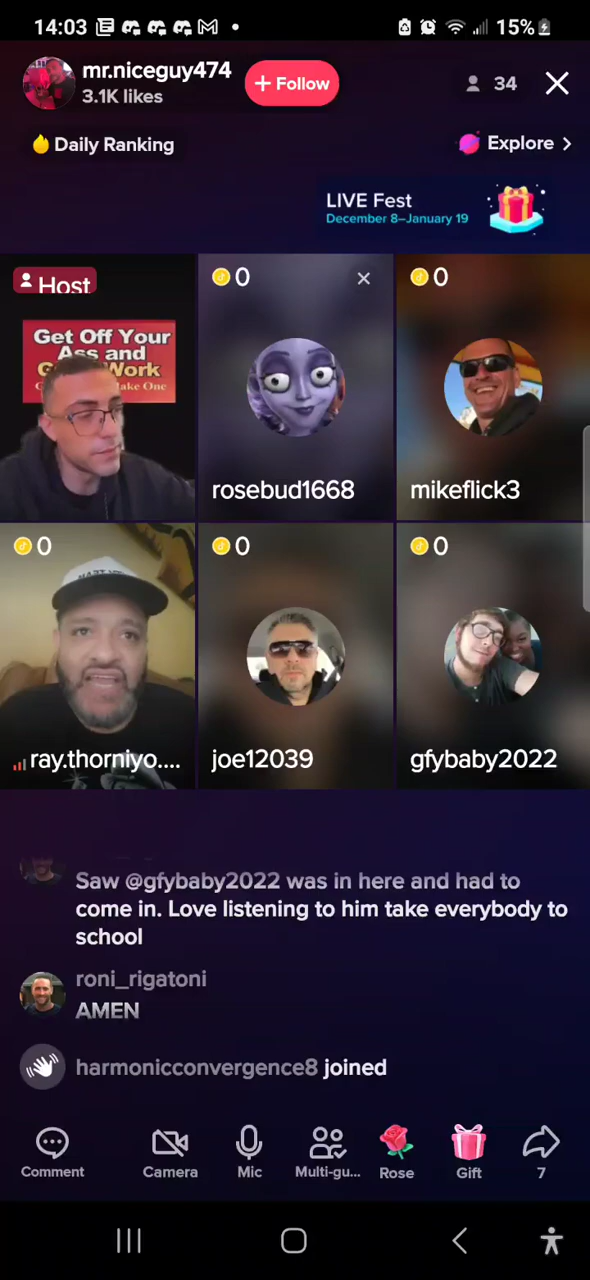 14:03
15%
mr.niceguy474
3.1K likes
+ Follow
34
Daily Ranking
Explore >
LIVE Fest
December 8–January 19
Host
Get Off Your
Ass and
Work
ake One
0
rosebud1668
0
mikeflick3
0
ray.thorniyo....
0
joe12039
0
gfybaby2022
Saw @gfybaby2022 was in here and had to
come in. Love listening to him take everybody to
school
roni_rigatoni
AMEN
harmonicconvergence8 joined
Comment
Camera
Mic
Multi-gu...
Rose
Gift
7